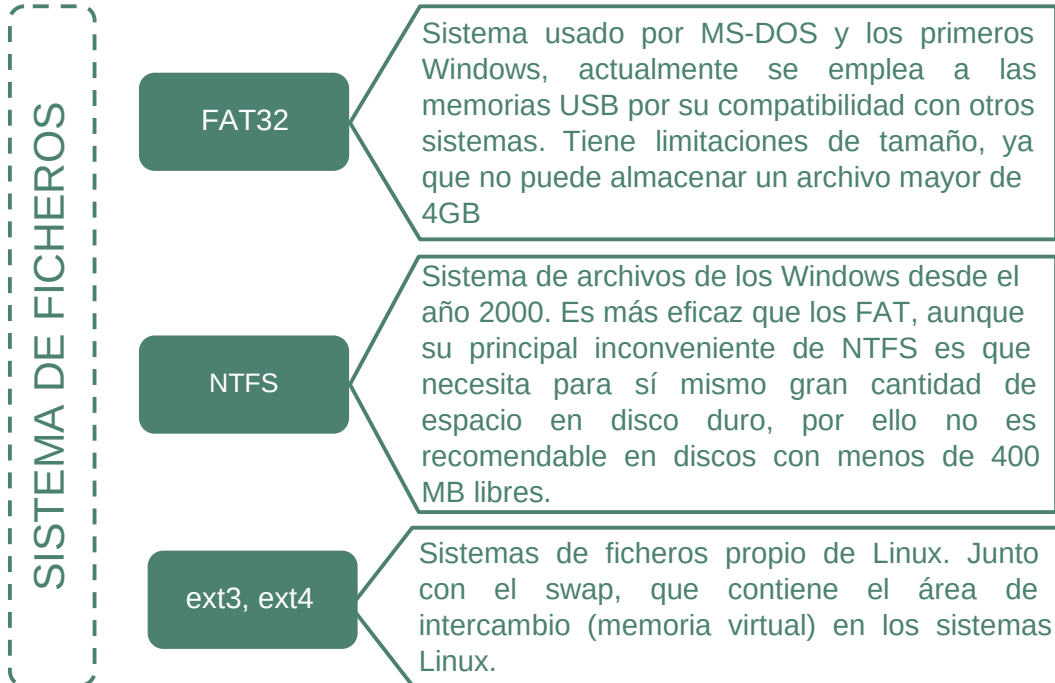 SISTEMA DE FICHEROS
FAT32
Sistema usado por MS-DOS y los primeros
Windows, actualmente se emplea a las
memorias USB por su compatibilidad con otros
sistemas. Tiene limitaciones de tamaño, ya
que no puede almacenar un archivo mayor de
4GB
NTFS
Sistema de archivos de los Windows desde el
año 2000. Es más eficaz que los FAT, aunque
su principal inconveniente de NTFS es que
necesita para sí mismo gran cantidad de
espacio en disco duro, por ello no es
recomendable en discos con menos de 400
MB libres.
ext3, ext4
Sistemas de ficheros propio de Linux. Junto
con el swap, que contiene el área de
intercambio (memoria virtual) en los sistemas
Linux.